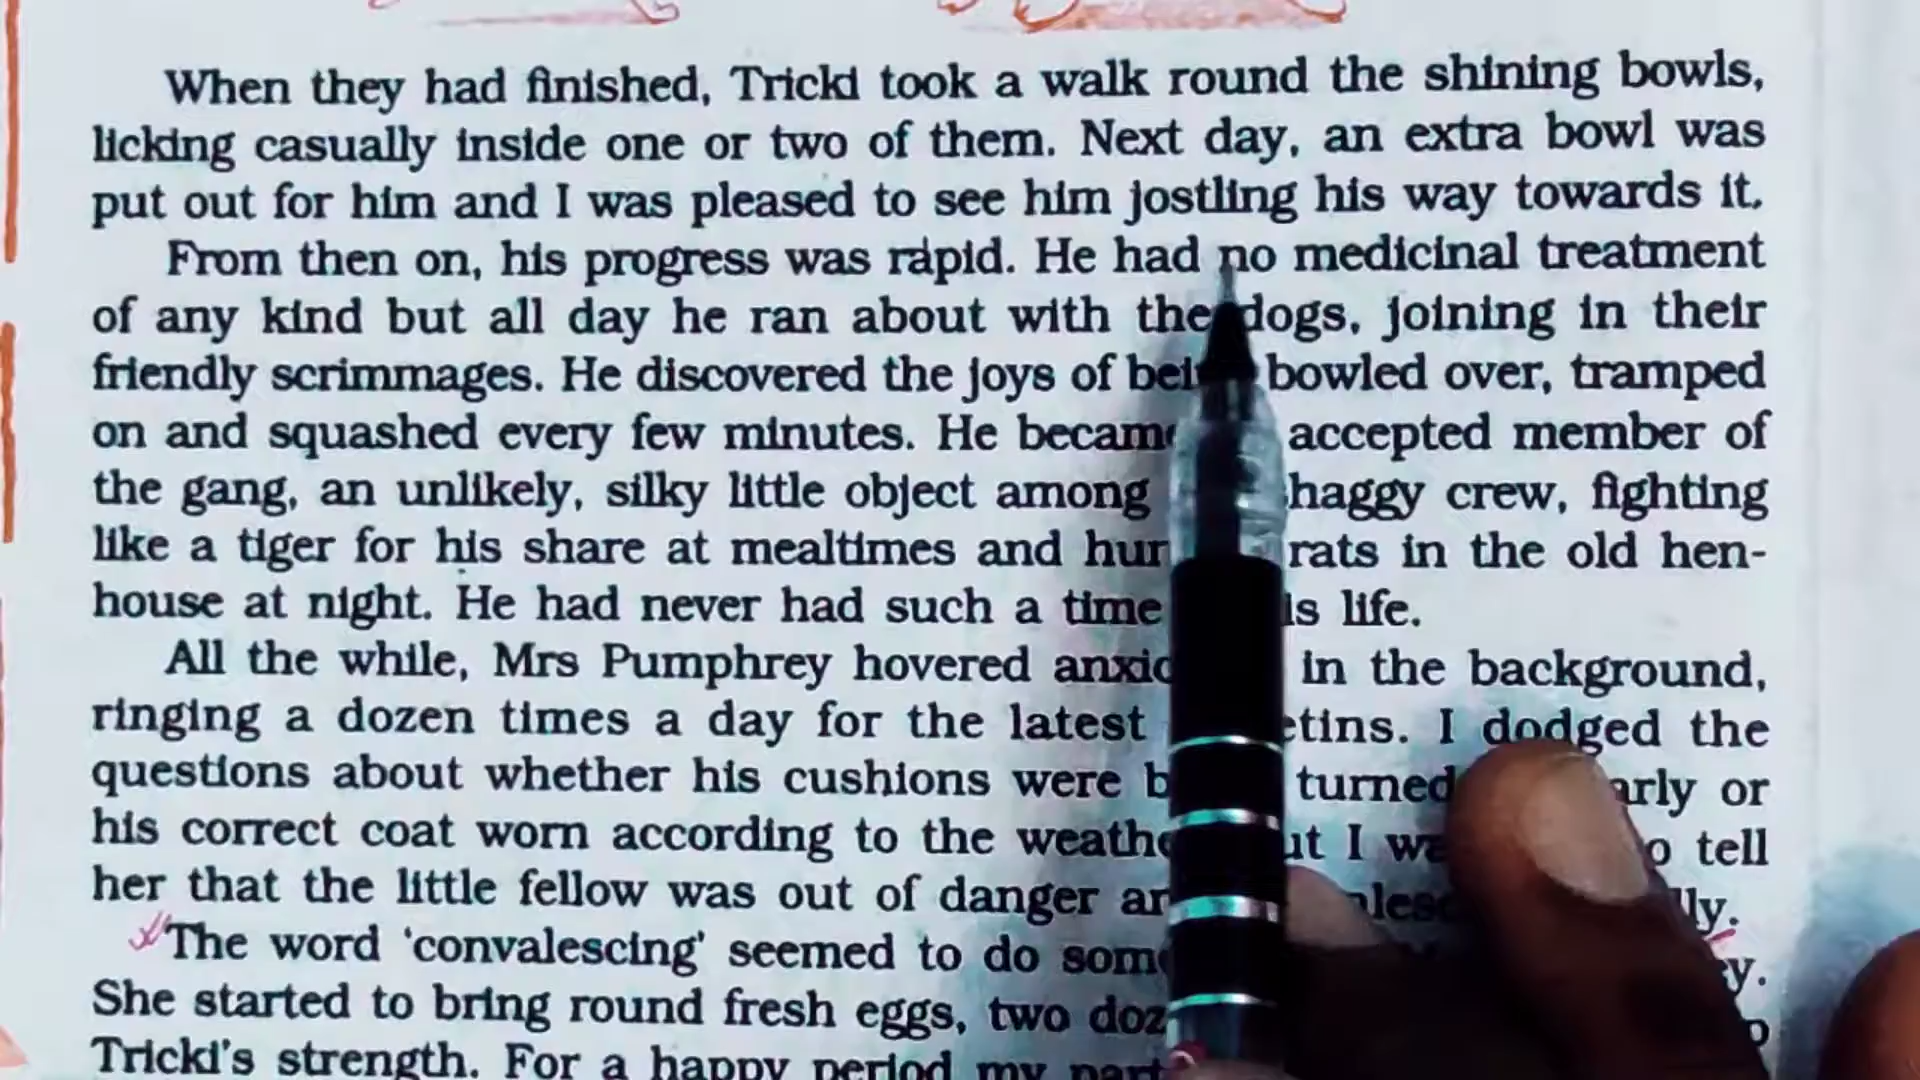 When they had finished, Tricki took a walk round the shining bowls,
licking casually inside one or two of them. Next day, an extra bowl was
put out for him and I was pleased to see him jostling his way towards it.
From then on, his progress was rapid. He had no medicinal treatment
of any kind but all day he ran about with the dogs, joining in their
friendly scrimmages. He discovered the joys of bowled over, tramped
on and squashed every few minutes. He accepted member of
the gang, an unlikely, silky little object among crew, fighting
like a tiger for his share at mealtimes and rats in the old hen-
house at night. He had never had such a time life.
All the while, Mrs Pumphrey hovered in the background,
ringing a dozen times a day for the latest I dodged the
questions about whether his cushions were turned or
his correct coat worn according to the I tell
her that the little fellow was out of danger
The word 'convalescing' seemed to do
She started to bring round fresh eggs, two
Tricki's strength. For a happy period my